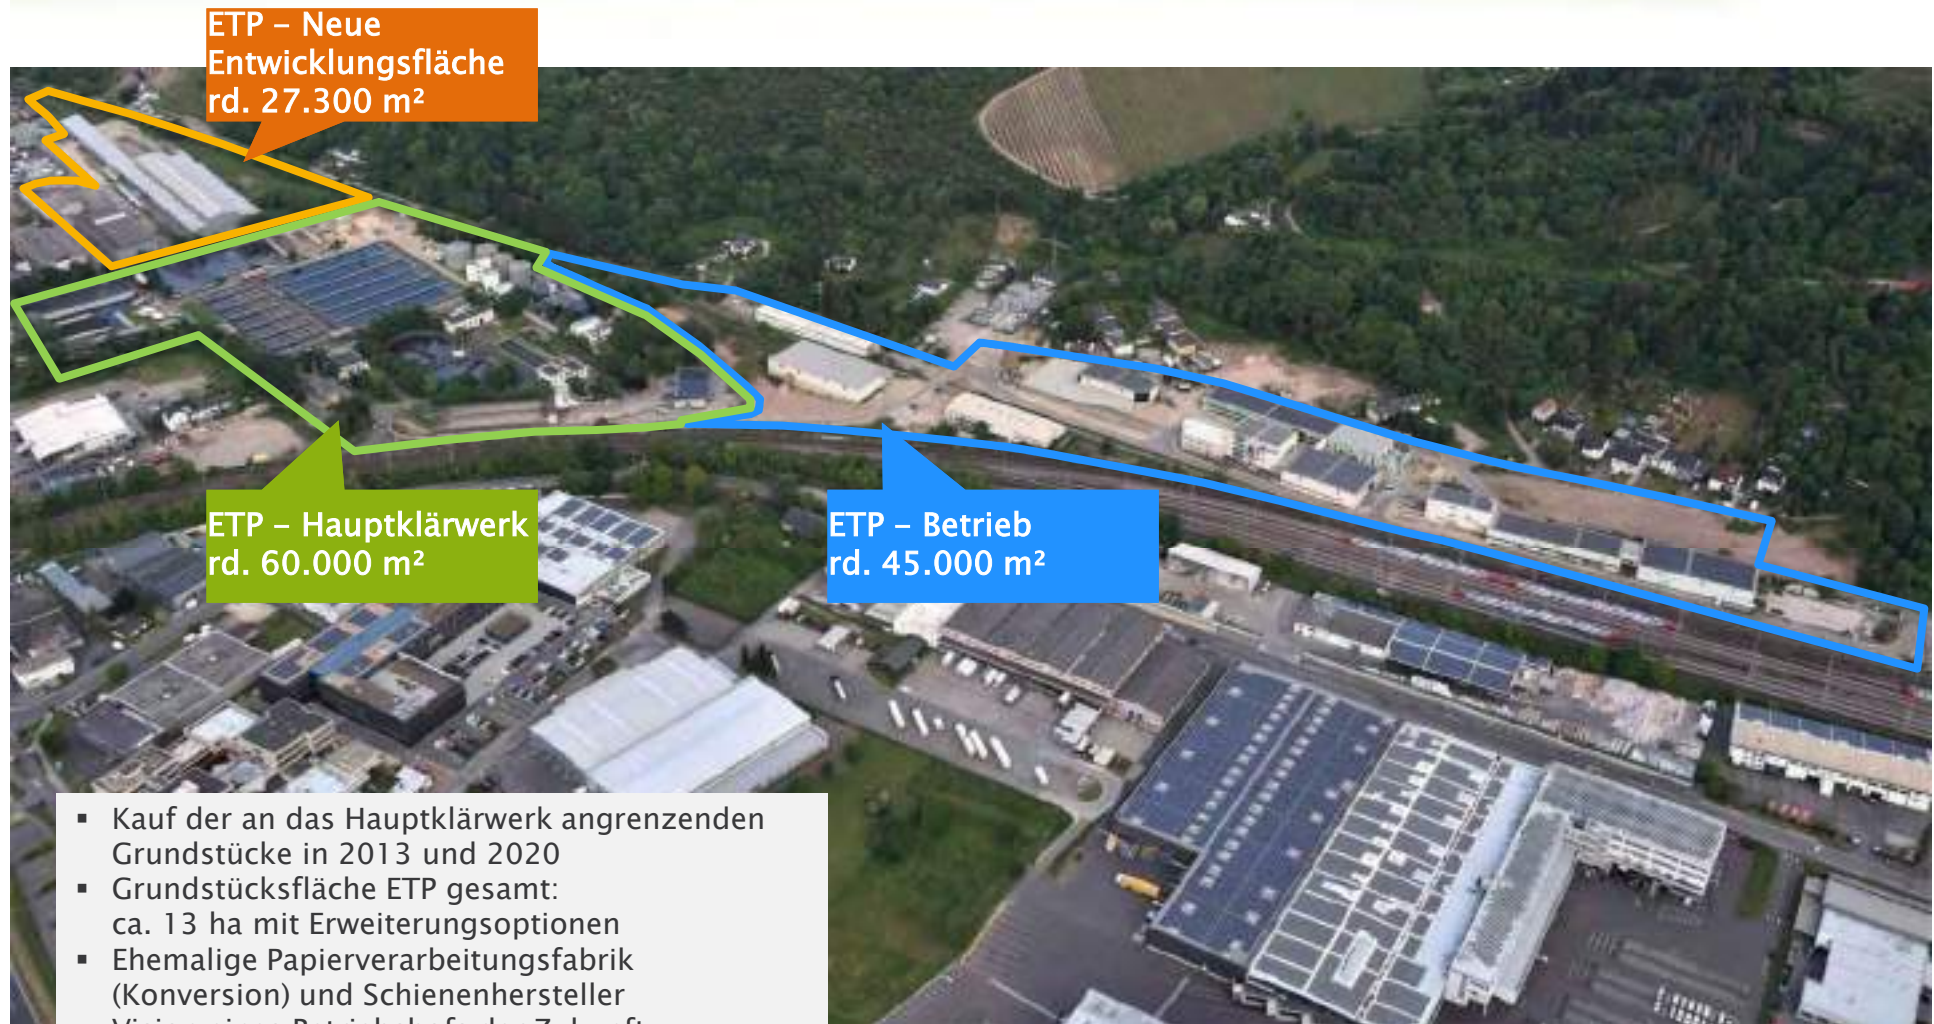 ETP – Neue
Entwicklungsfläche
rd. 27.300 m²
ETP – Hauptklärwerk
rd. 60.000 m²
ETP – Betrieb
rd. 45.000 m²
▪ Kauf der an das Hauptklärwerk angrenzenden
Grundstücke in 2013 und 2020
▪ Grundstücksfläche ETP gesamt:
ca. 13 ha mit Erweiterungsoptionen
▪ Ehemalige Papierverarbeitungsfabrik
(Konversion) und Schienenhersteller